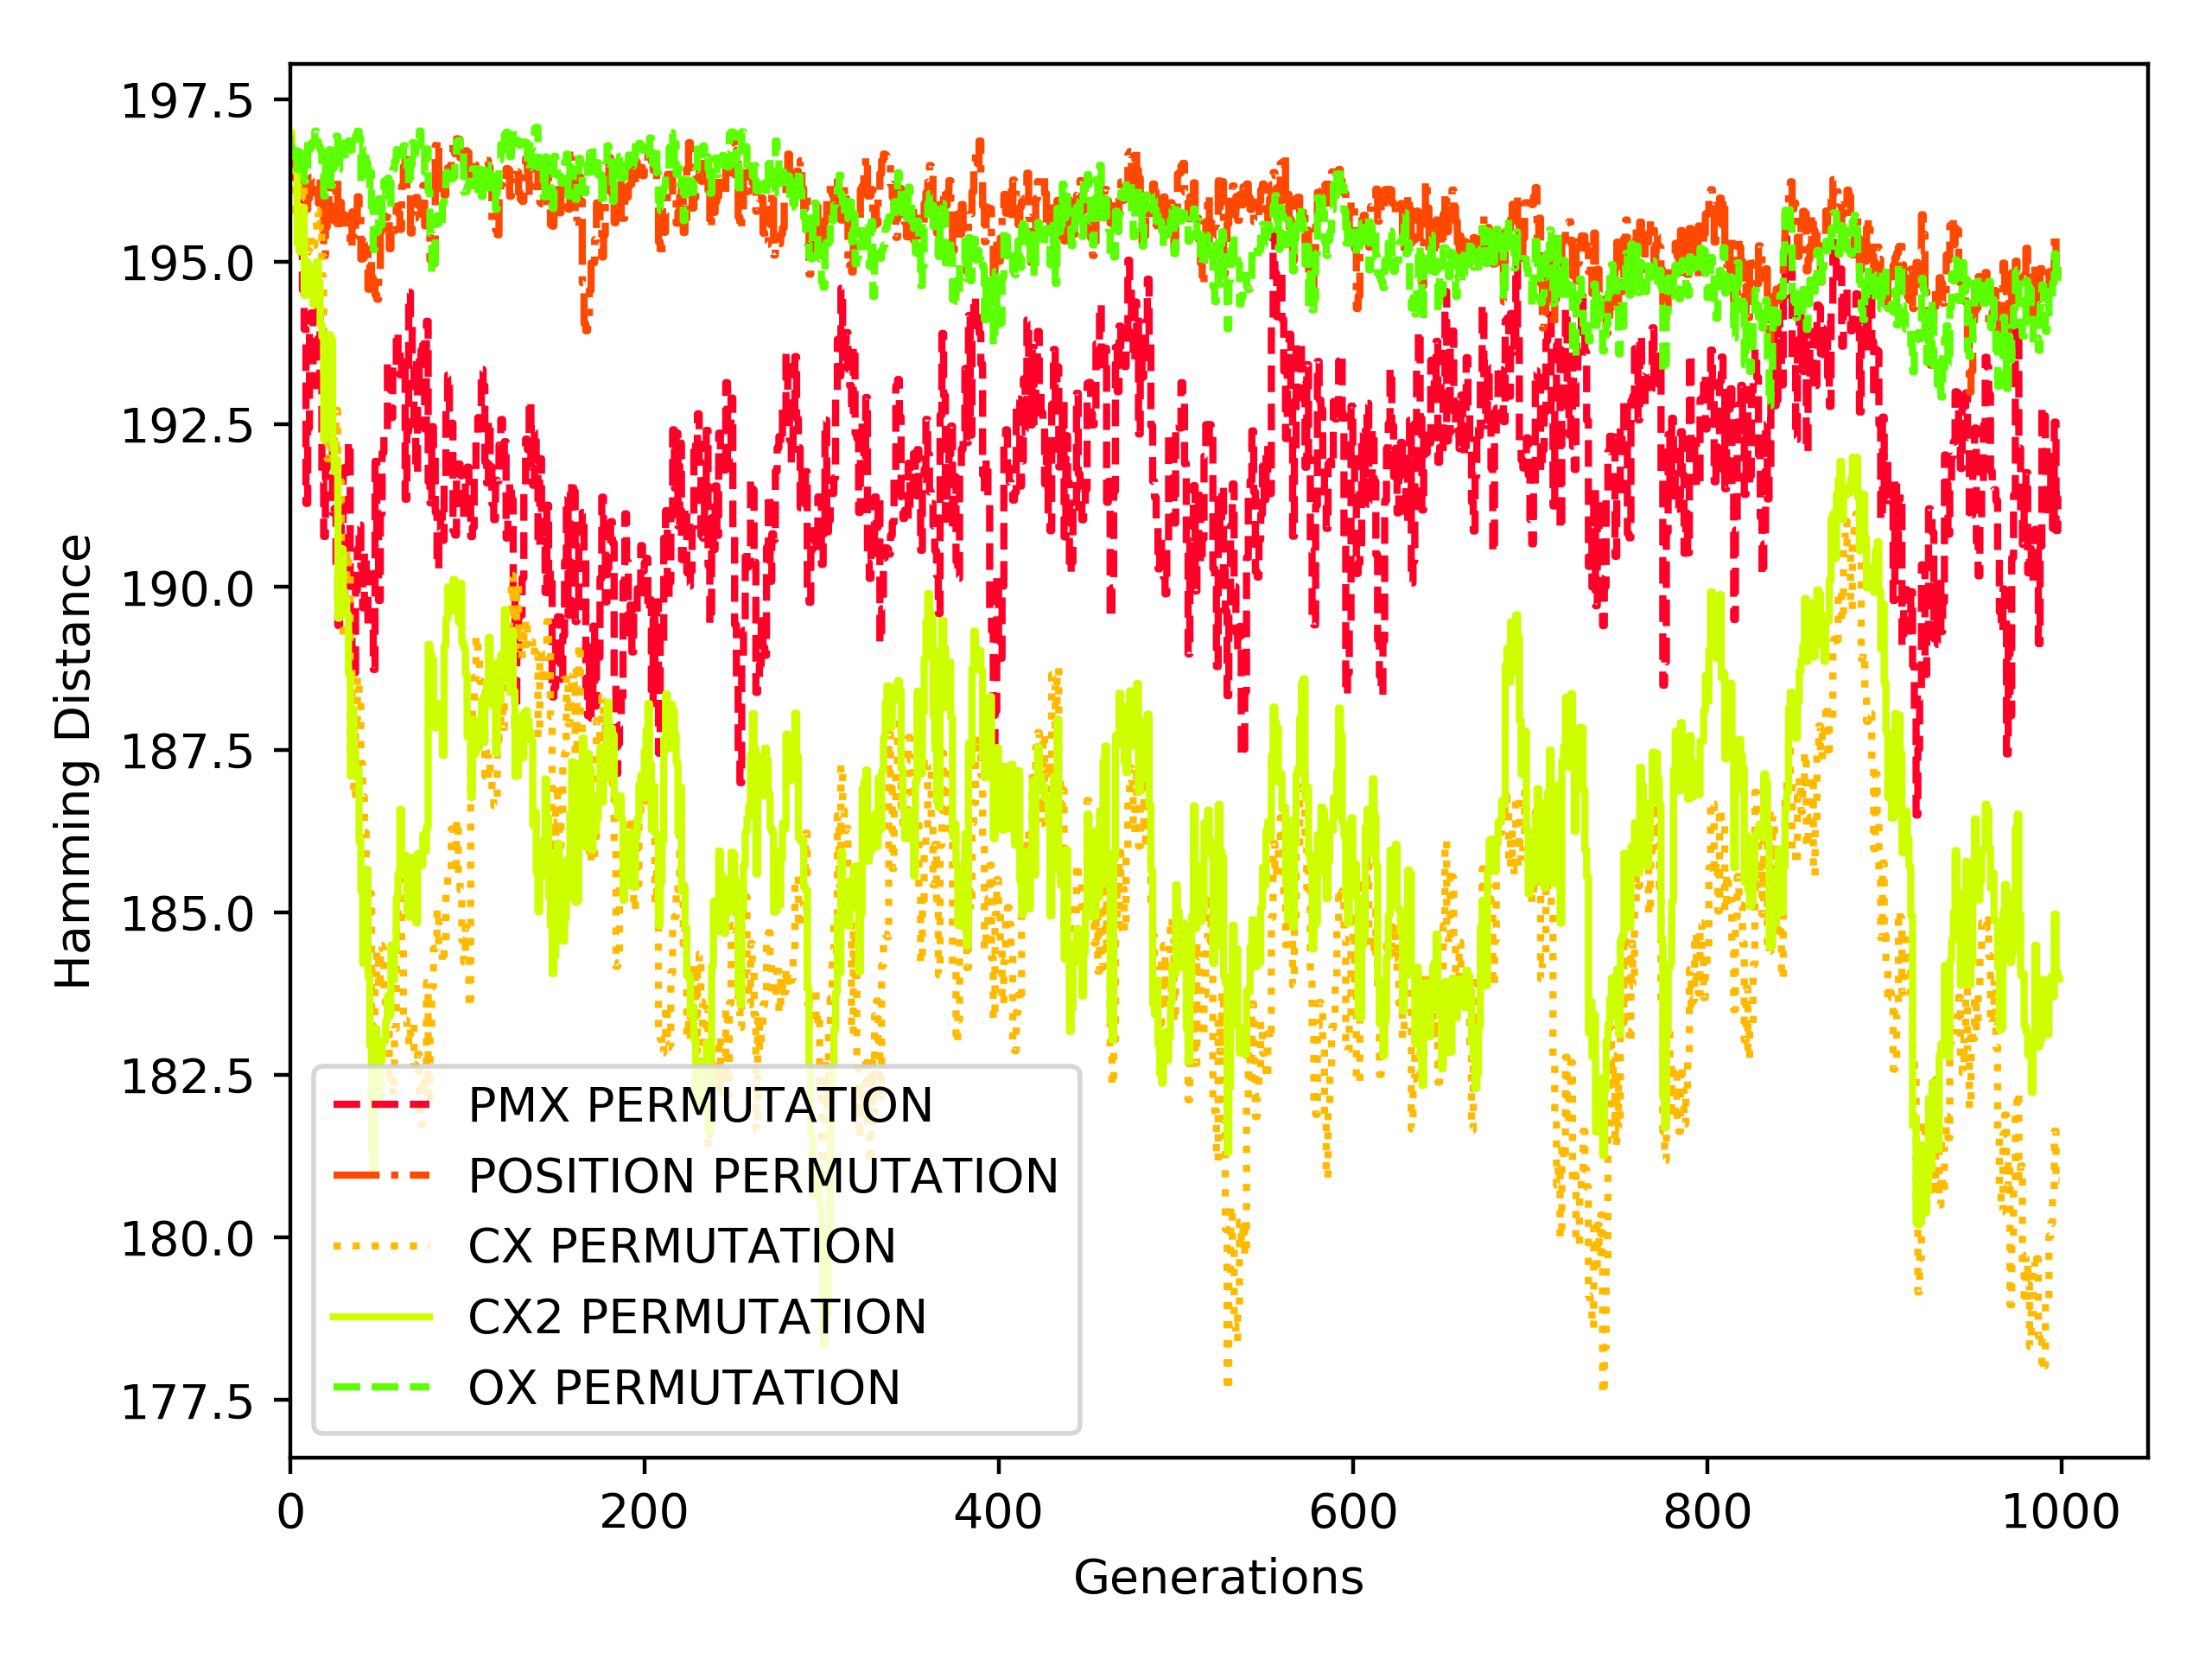 197.5
195.0
192.5
190.0
187.5
185.0
182.5
180.0
177.5
Hamming Distance
PMX PERMUTATION
POSITION PERMUTATION
CX PERMUTATION
CX2 PERMUTATION
OX PERMUTATION
0 200 400 600 800 1000
Generations